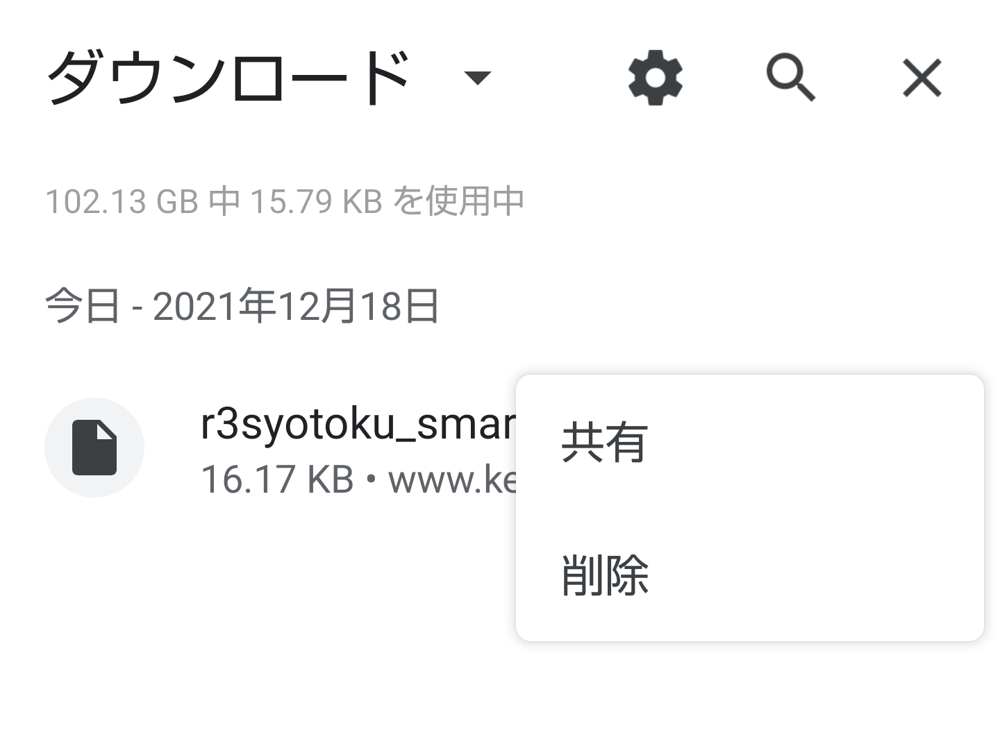 ダウンロード
102.13 GB 中 15.79 KB を使用中
今日 - 2021年12月18日
r3syotoku_smar
16.17 KB • www.ke
共有
削除